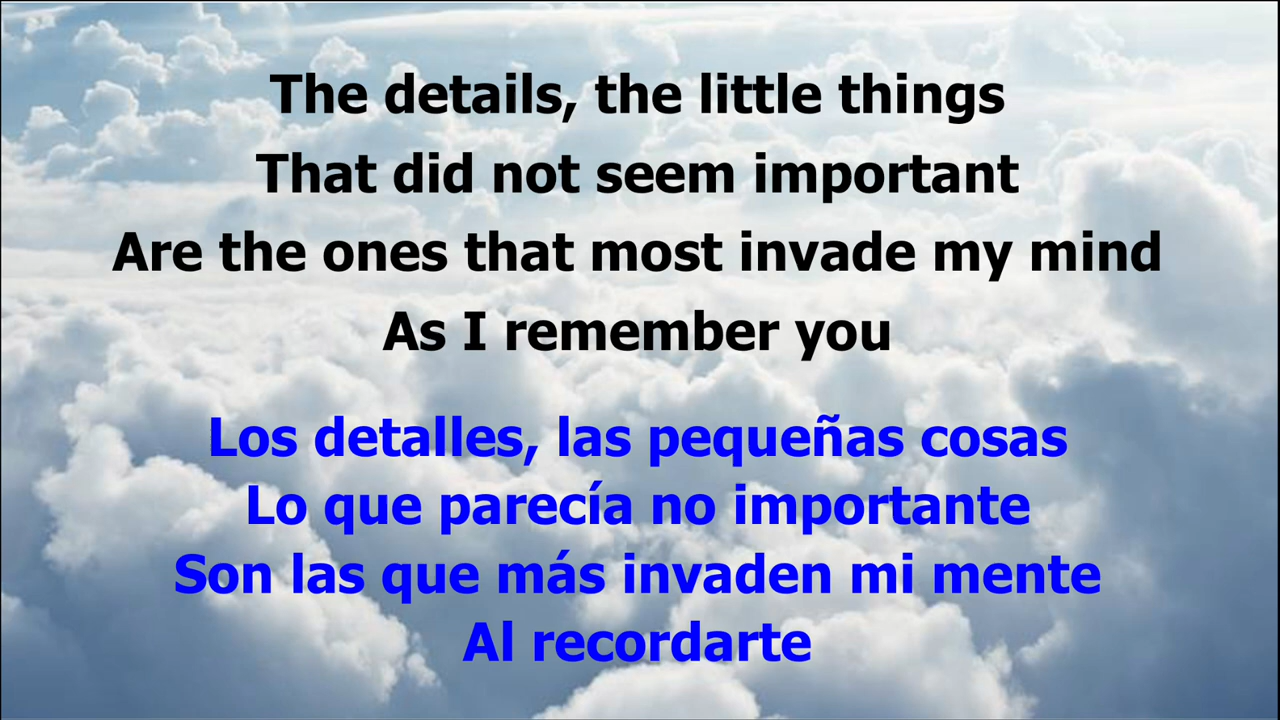 The details, the little things
That did not seem important
Are the ones that most invade my mind
As I remember you
Los detalles, las pequeñas cosas
Lo que parecía no importante
Son las que más invaden mi mente
Al recordarte